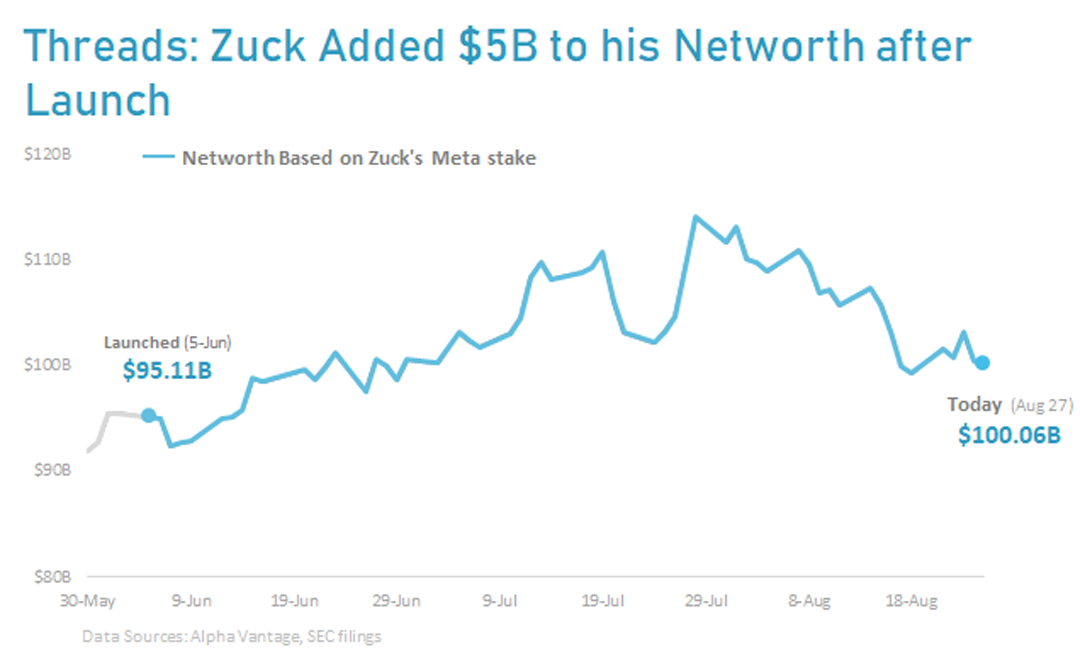 Threads: Zuck Added $5B to his Networth after
Launch
$120B
Networth Based on Zuck's Meta stake
$110B
Launched (5-Jun)
$95.11B
$100B
Today (Aug 27)
$100.06B
$90B
$80B
30-May 9-Jun 19-Jun 29-Jun 9-Jul 19-Jul 29-Jul 8-Aug 18-Aug
Data Sources: Alpha Vantage, SEC filings